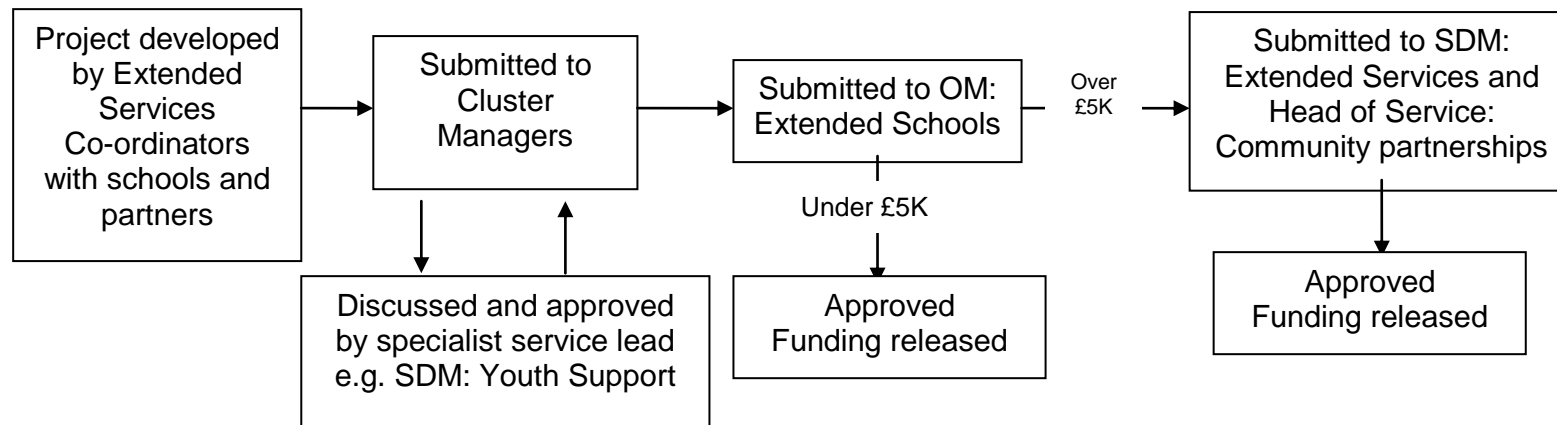 Project developed
by Extended
Services
Co-ordinators
with schools and
partners
Submitted to
Cluster
Managers
Discussed and approved
by specialist service lead
e.g. SDM: Youth Support
Submitted to OM:
Extended Schools
Under £5K
Approved
Funding released
Over
£5K
Submitted to SDM:
Extended Services and
Head of Service:
Community partnerships
Approved
Funding released